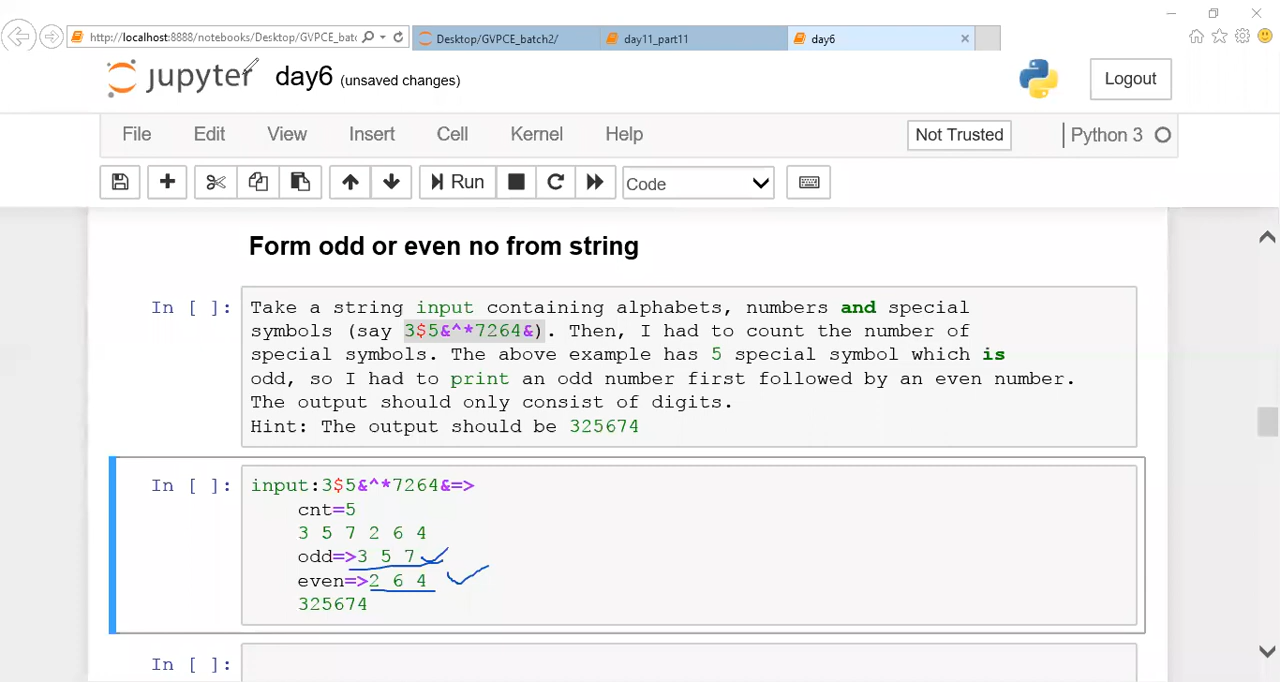 http://localhost:8888/notebooks/Desktop/GVPCE_batc
Desktop/GVPCE_batch2/
day11_part11
day6
jupyter day6 (unsaved changes)
Logout
File Edit View Insert Cell Kernel Help
Not Trusted
Python 3
Run
Code
Form odd or even no from string
In [ ]: Take a string input containing alphabets, numbers and special
symbols (say 3$5&^*7264&). Then, I had to count the number of
special symbols. The above example has 5 special symbol which is
odd, so I had to print an odd number first followed by an even number.
The output should only consist of digits.
Hint: The output should be 325674
In [ ]: input:3$5&^*7264&=>
cnt=5
3 5 7 2 6 4
odd=>3 5 7
even=>2 6 4
325674
In [ ]: